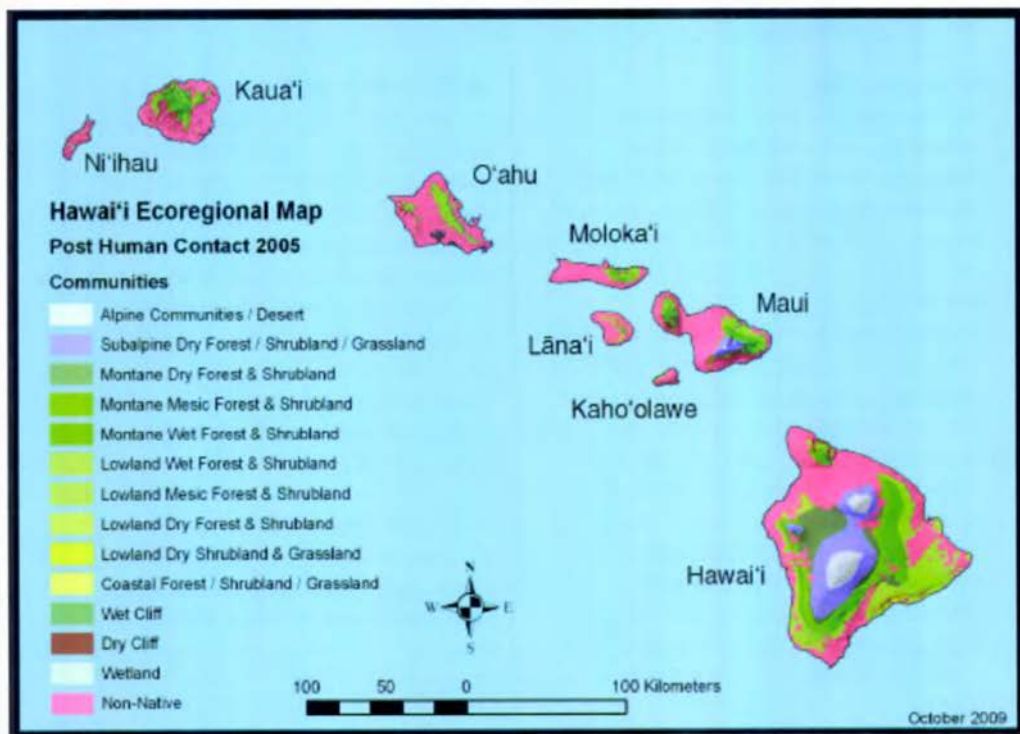 Kaua‘i
Ni‘ihau
O‘ahu
Hawai‘i Ecoregional Map
Post Human Contact 2005
Moloka‘i
Maui
Lāna‘i
Kaho‘olawe
Hawai‘i
Communities
Alpine Communities / Desert
Subalpine Dry Forest / Shrubland / Grassland
Montane Dry Forest & Shrubland
Montane Mesic Forest & Shrubland
Montane Wet Forest & Shrubland
Lowland Wet Forest & Shrubland
Lowland Mesic Forest & Shrubland
Lowland Dry Forest & Shrubland
Lowland Dry Shrubland & Grassland
Coastal Forest / Shrubland / Grassland
Wet Cliff
Dry Cliff
Wetland
Non-Native
N
W E
S
100 50 0 100 Kilometers
October 2009